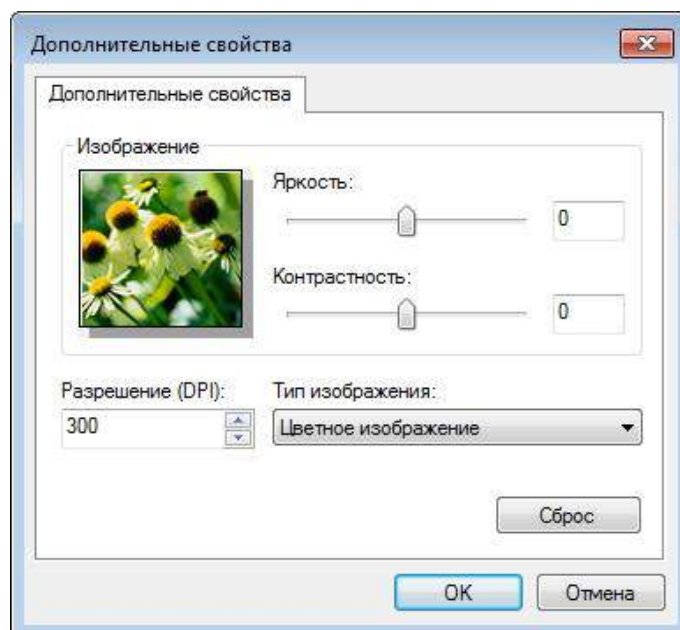 Дополнительные свойства
Дополнительные свойства
Изображение
Яркость:
0
Контрастность:
0
Разрешение (DPI):
Тип изображения:
300
Цветное изображение
Сброс
OK
Отмена